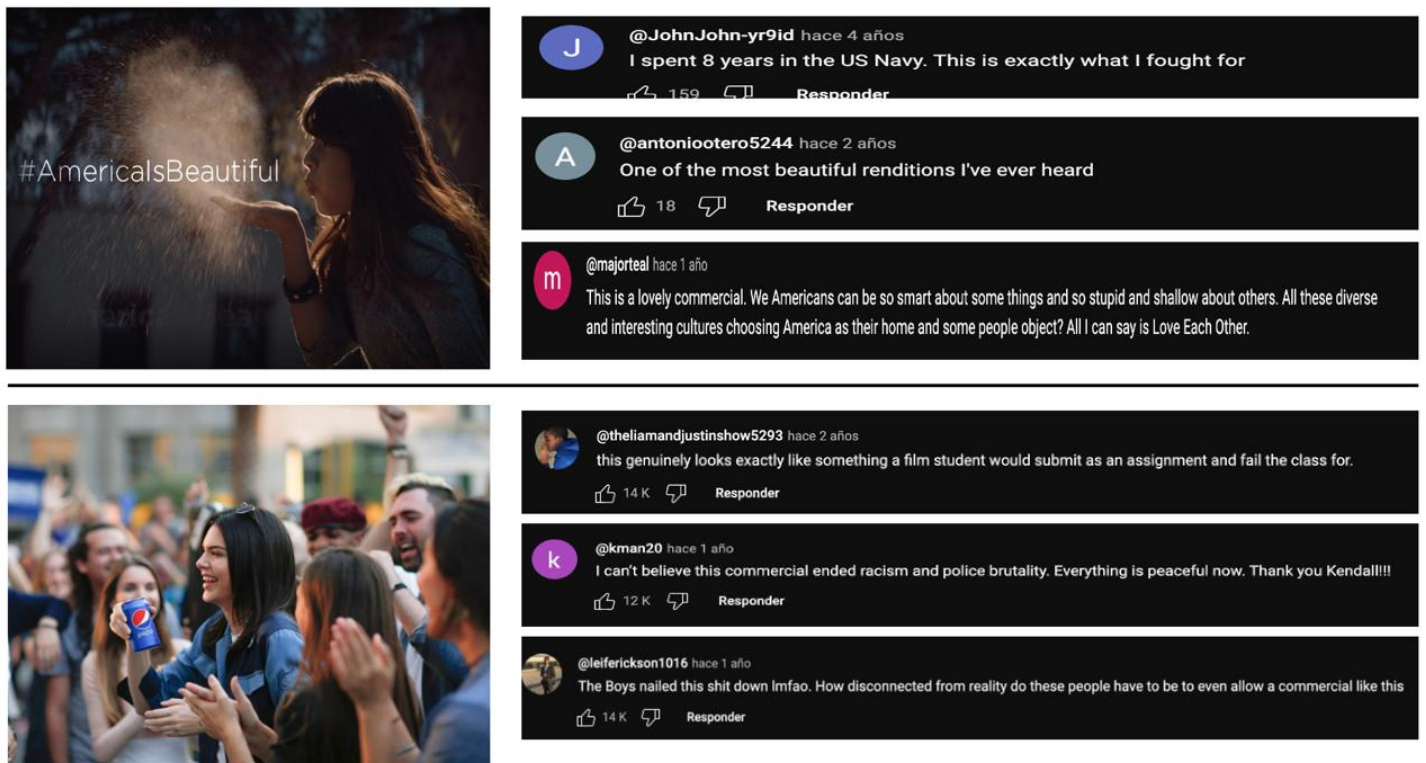 #AmericaIsBeautiful
J
@JohnJohn-yr9id hace 4 años
I spent 8 years in the US Navy. This is exactly what I fought for
159 Responder
A
@antoniootero5244 hace 2 años
One of the most beautiful renditions I've ever heard
18 Responder
m
@majorteal hace 1 año
This is a lovely commercial. We Americans can be so smart about some things and so stupid and shallow about others. All these diverse
and interesting cultures choosing America as their home and some people object? All I can say is Love Each Other.
pepsi
@theliamandjustinshow5293 hace 2 años
this genuinely looks exactly like something a film student would submit as an assignment and fail the class for.
14 K Responder
k
@kman20 hace 1 año
I can't believe this commercial ended racism and police brutality. Everything is peaceful now. Thank you Kendall!!!
12 K Responder
@leiferickson1016 hace 1 año
The Boys nailed this shit down lmfao. How disconnected from reality do these people have to be to even allow a commercial like this
14 K Responder